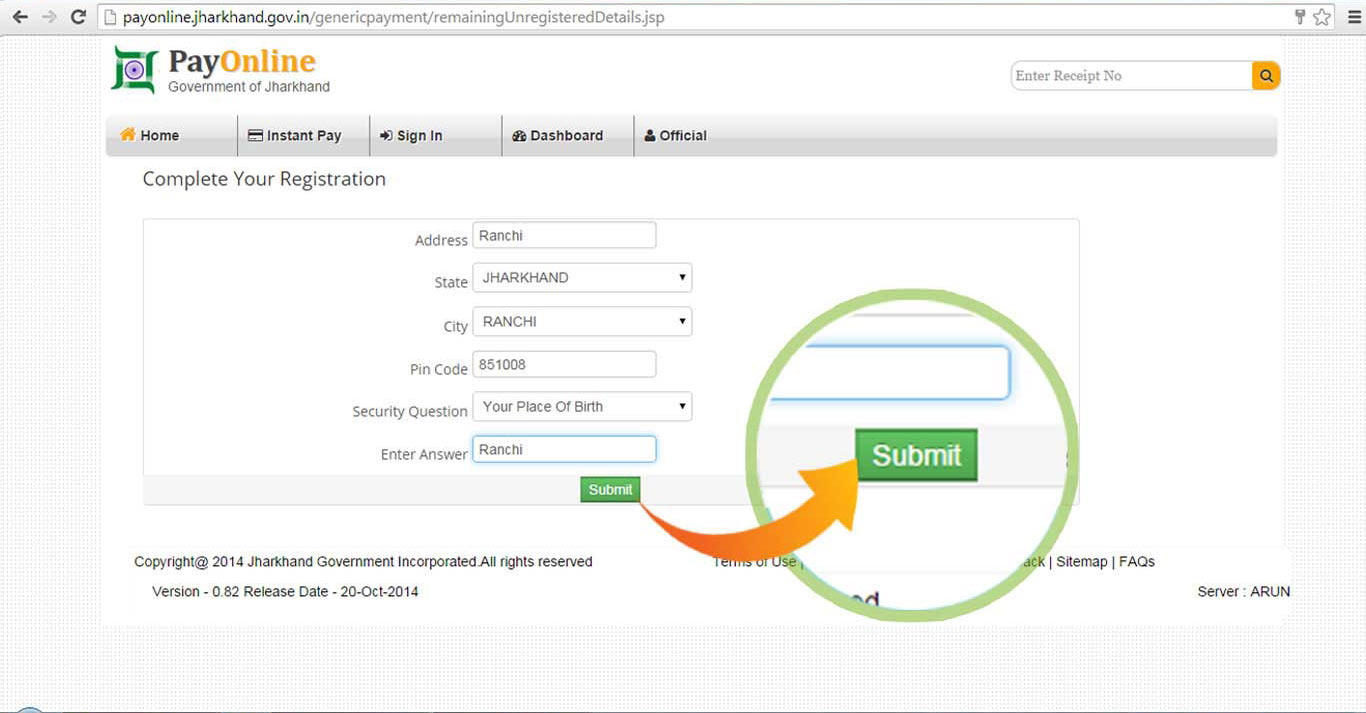 payonline.jharkhand.gov.in/genericpayment/remainingUnregisteredDetails.jsp
PayOnline
Government of Jharkhand
Enter Receipt No
Home
Instant Pay
Sign In
Dashboard
Official
Complete Your Registration
Address Ranchi
State JHARKHAND
City RANCHI
Pin Code 851008
Security Question Your Place Of Birth
Enter Answer Ranchi
Submit
Submit
Copyright@ 2014 Jharkhand Government Incorporated.All rights reserved
Terms of Use | | Sitemap | FAQs
Version - 0.82 Release Date - 20-Oct-2014
Server : ARUN